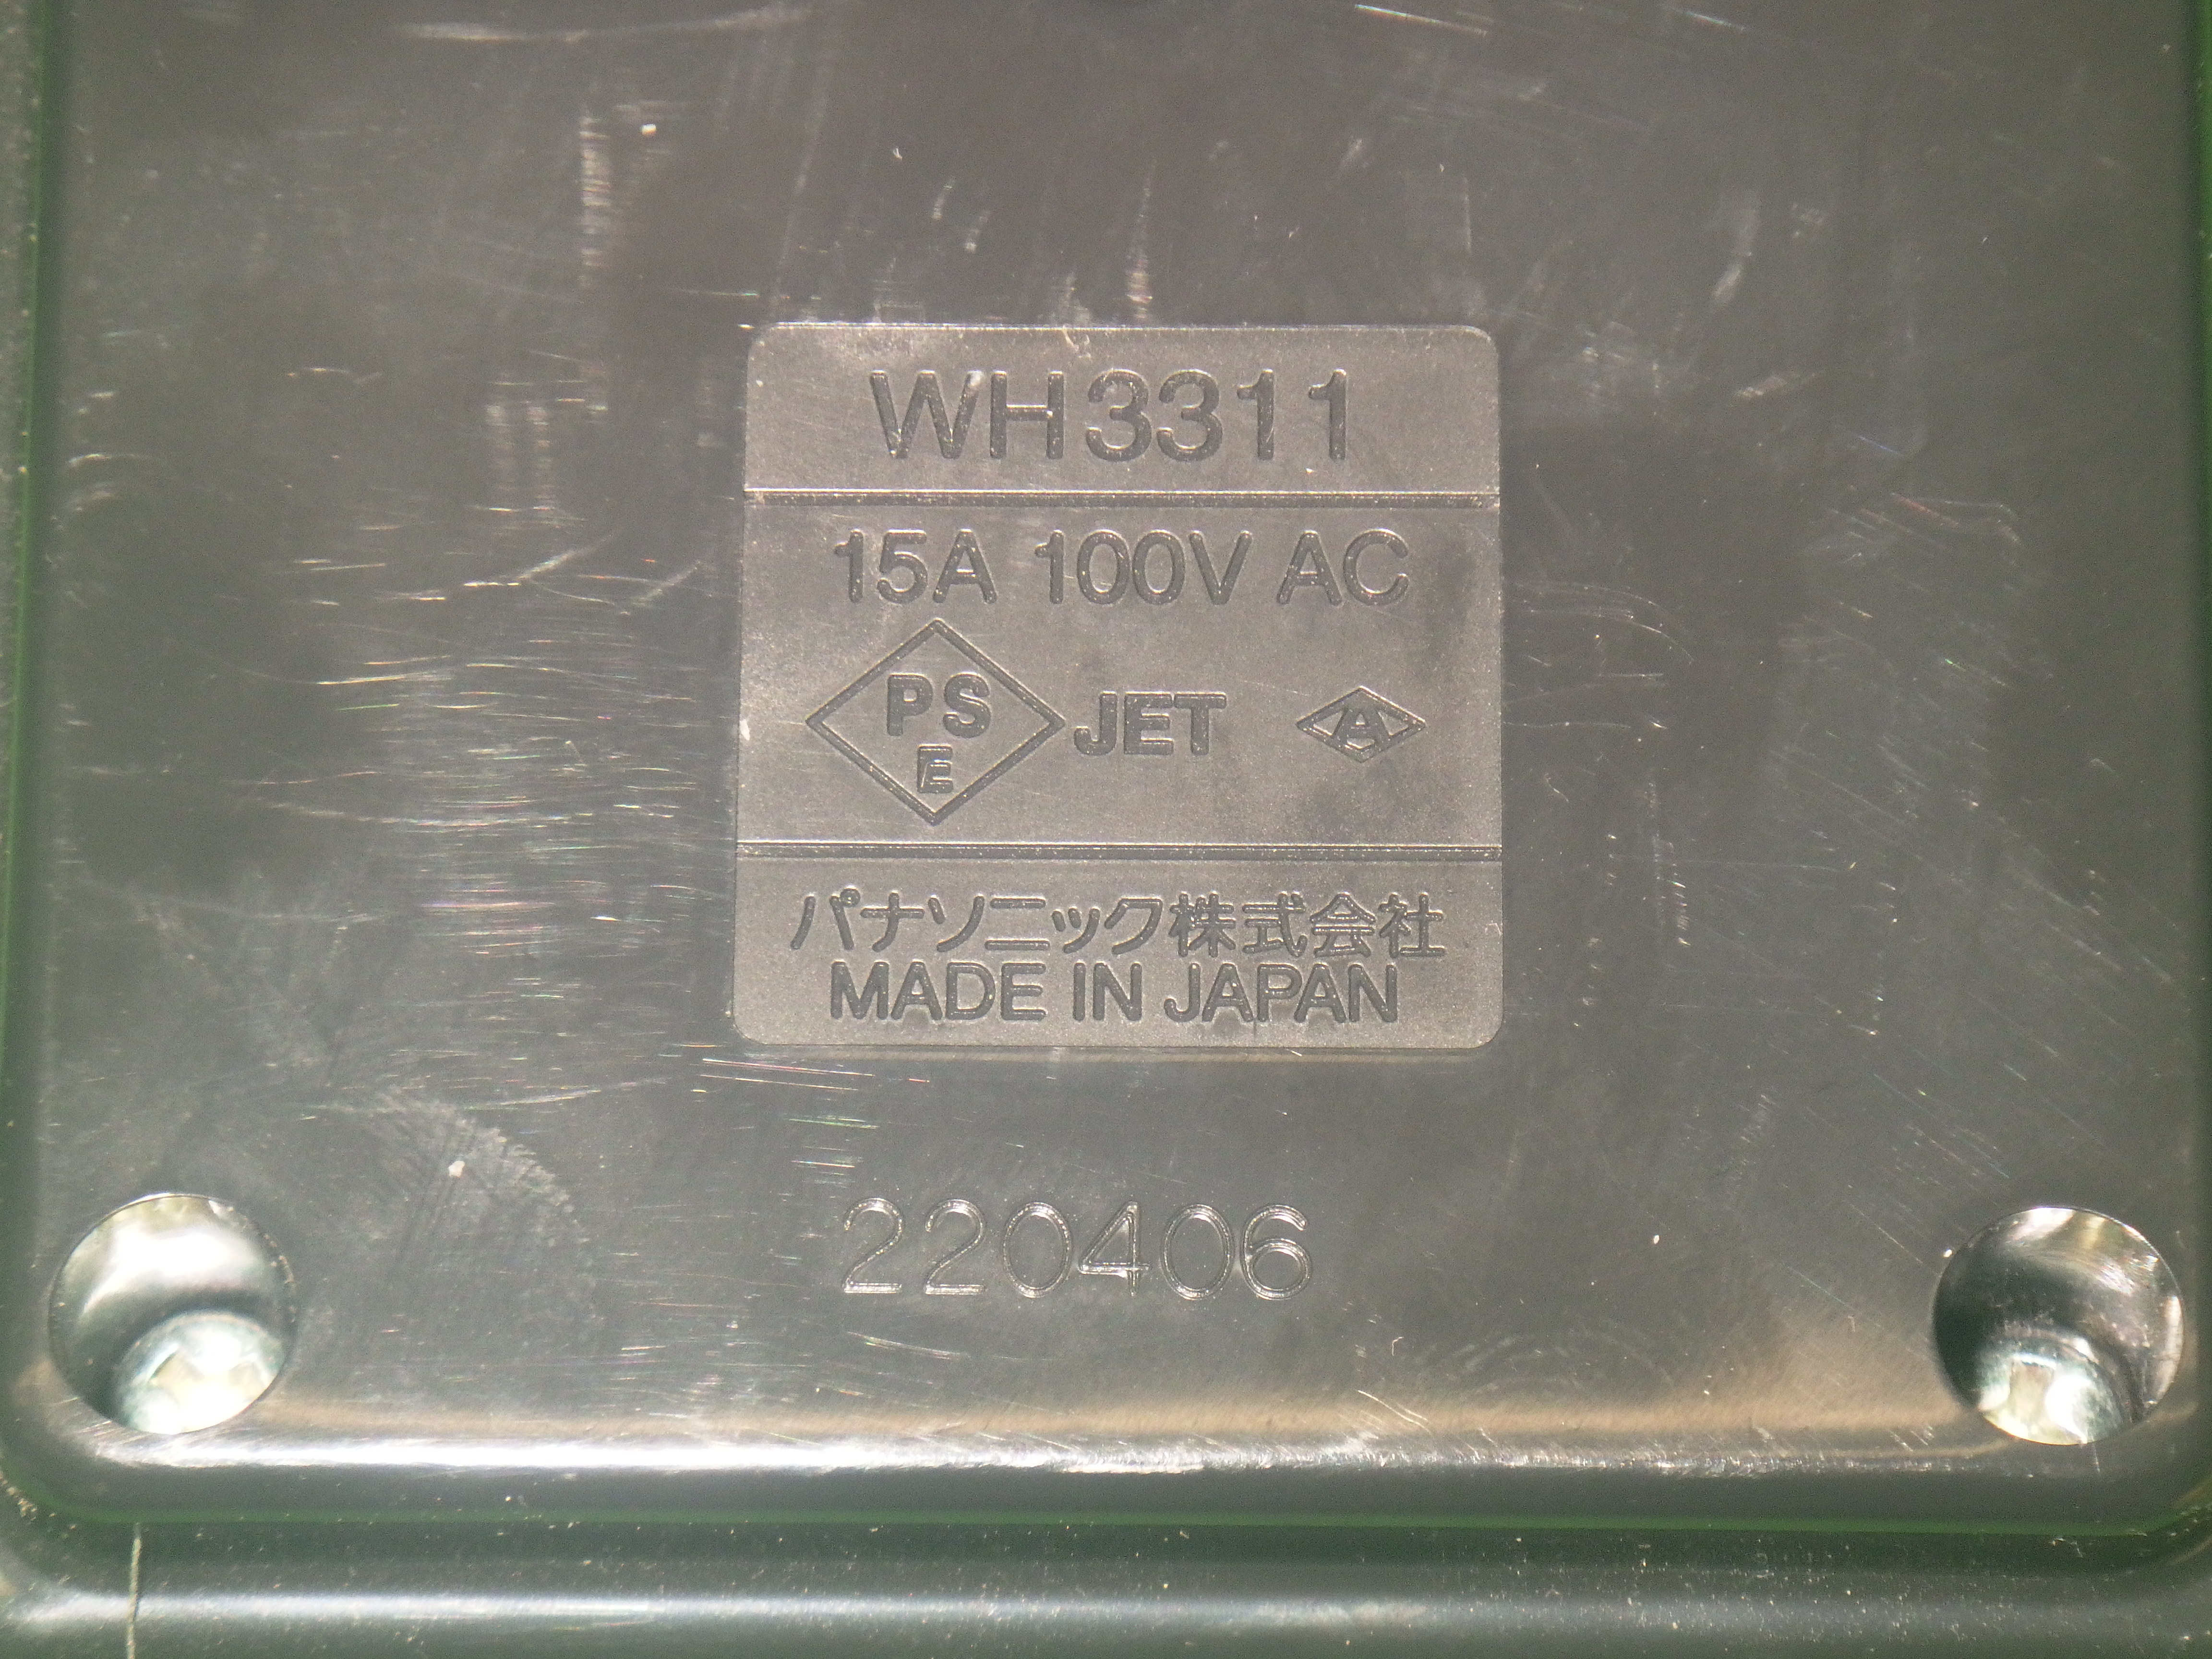 WH3311
15A 100V AC
PS
E
JET
A
パナソニック株式会社
MADE IN JAPAN
220406